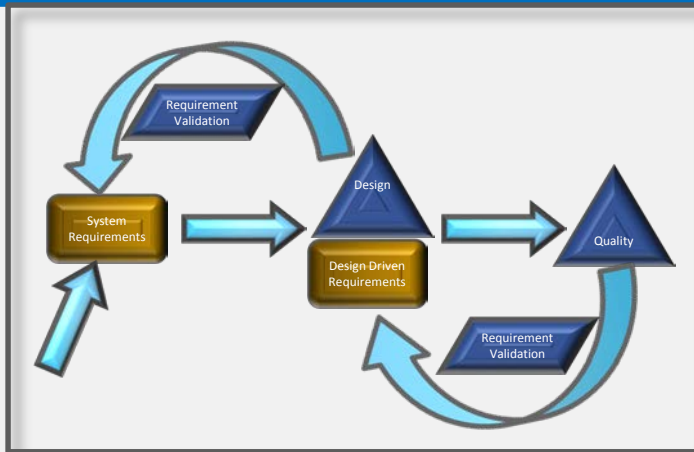 Requirement
Validation
Design
System
Requirements
Quality
Design Driven
Requirements
Requirement
Validation